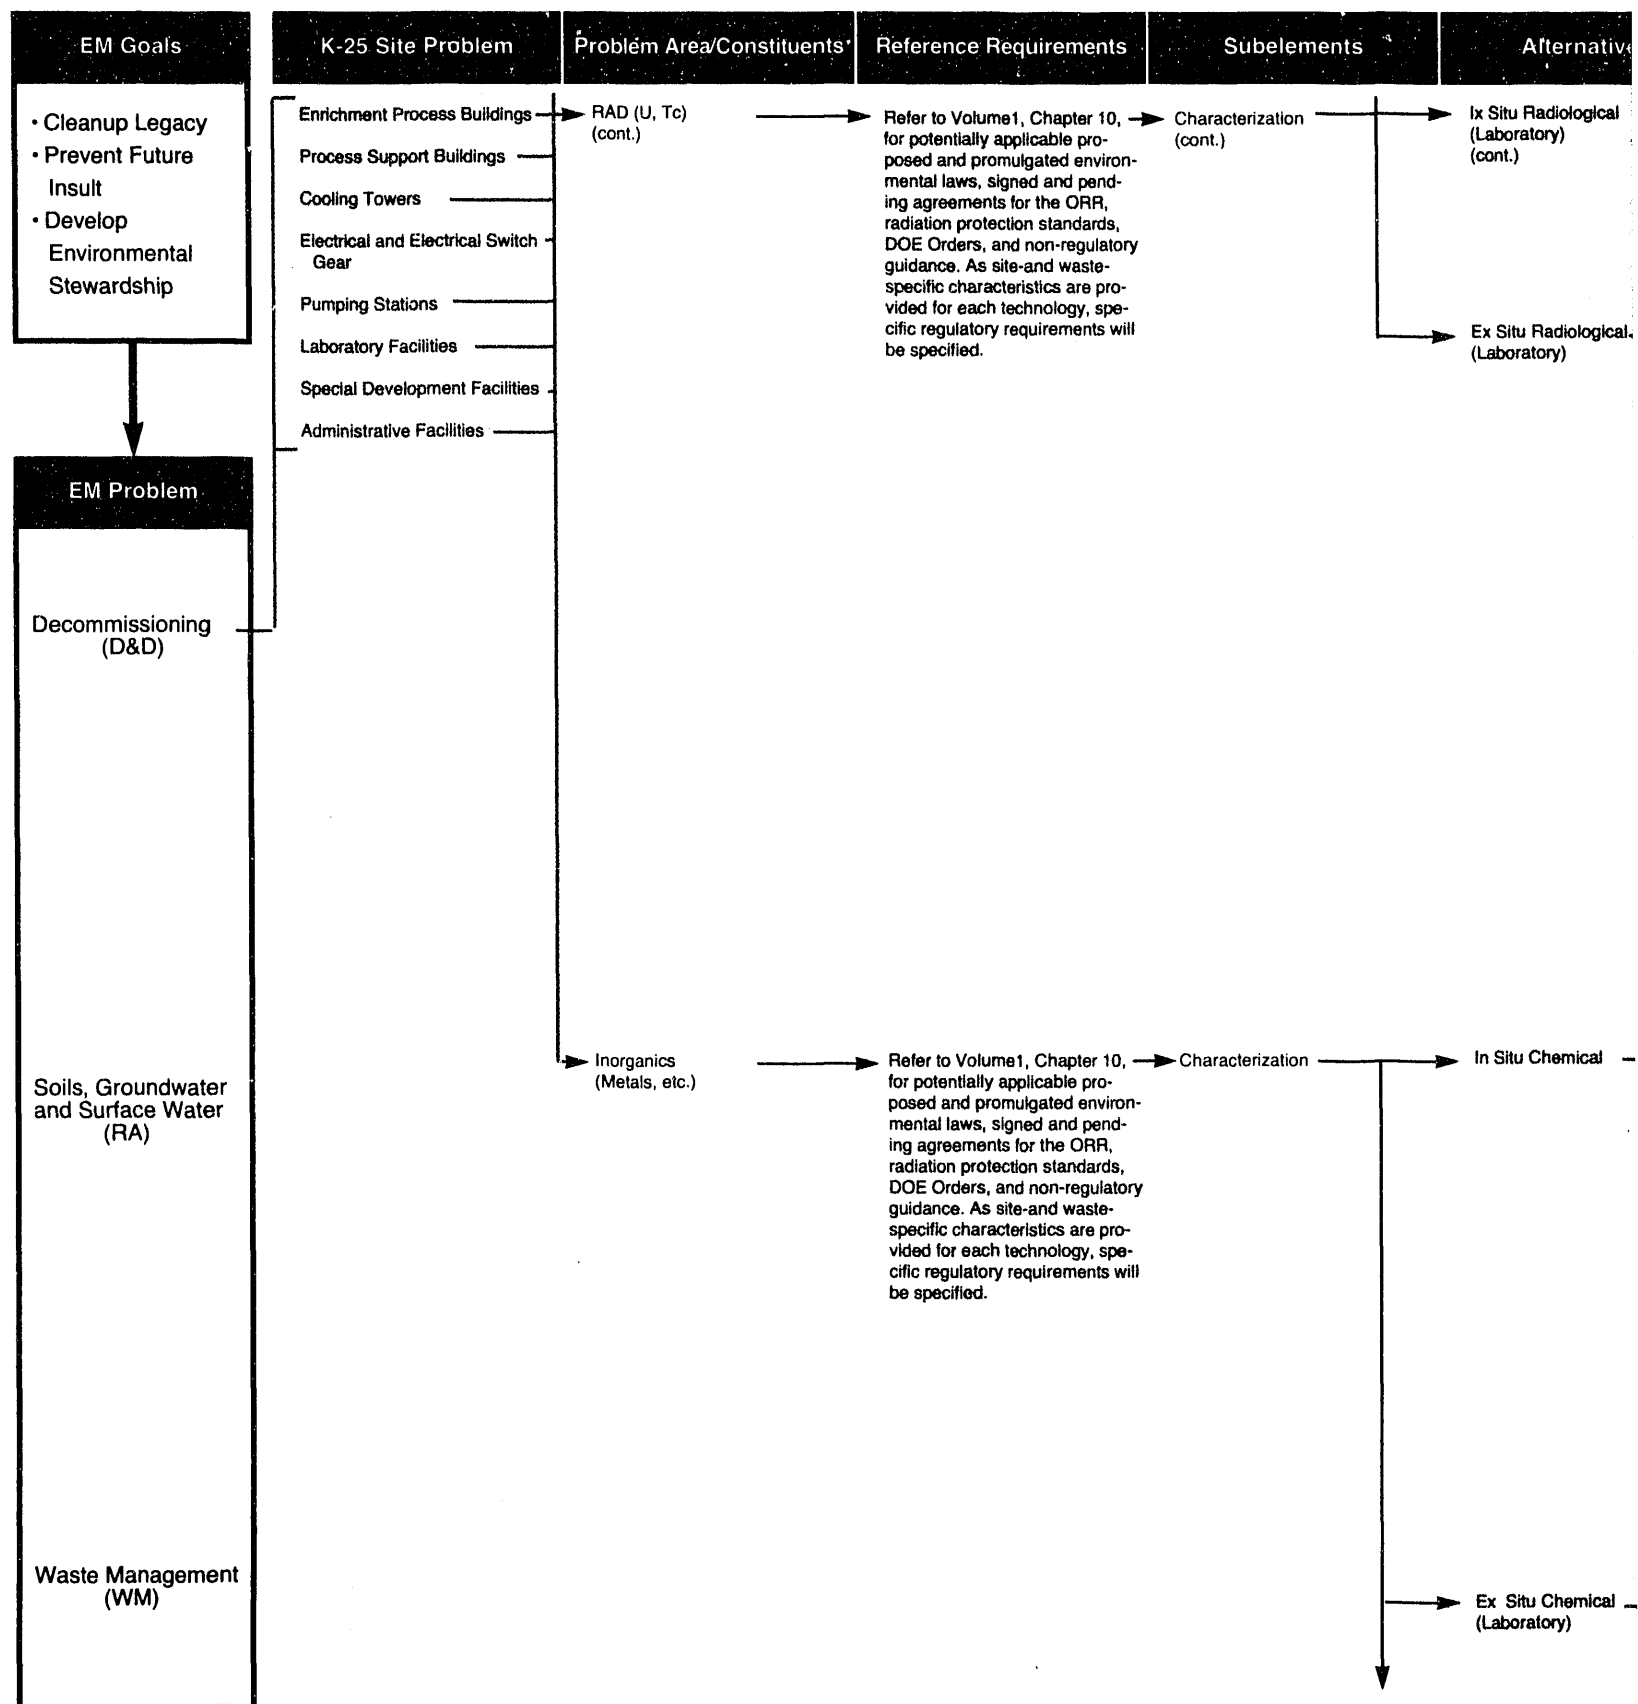 EM Goals
• Cleanup Legacy
• Prevent Future
Insult
• Develop
Environmental
Stewardship
EM Problem
Decommissioning
(D&D)
Soils, Groundwater
and Surface Water
(RA)
Waste Management
(WM)
K-25 Site Problem
Enrichment Process Buildings
Process Support Buildings
Cooling Towers
Electrical and Electrical Switch
Gear
Pumping Stations
Laboratory Facilities
Special Development Facilities
Administrative Facilities
Problem Area/Constituents*
RAD (U, Tc)
(cont.)
Inorganics
(Metals, etc.)
Reference Requirements
Refer to Volume1, Chapter 10,
for potentially applicable pro-
posed and promulgated environ-
mental laws, signed and pend-
ing agreements for the ORR,
radiation protection standards,
DOE Orders, and non-regulatory
guidance. As site-and waste-
specific characteristics are pro-
vided for each technology, spe-
cific regulatory requirements will
be specified.
Refer to Volume1, Chapter 10,
for potentially applicable pro-
posed and promulgated environ-
mental laws, signed and pend-
ing agreements for the ORR,
radiation protection standards,
DOE Orders, and non-regulatory
guidance. As site-and waste-
specific characteristics are pro-
vided for each technology, spe-
cific regulatory requirements will
be specified.
Subelements
Characterization
(cont.)
Characterization
Alternativ
Ix Situ Radiological
(Laboratory)
(cont.)
Ex Situ Radiological
(Laboratory)
In Situ Chemical
Ex Situ Chemical
(Laboratory)